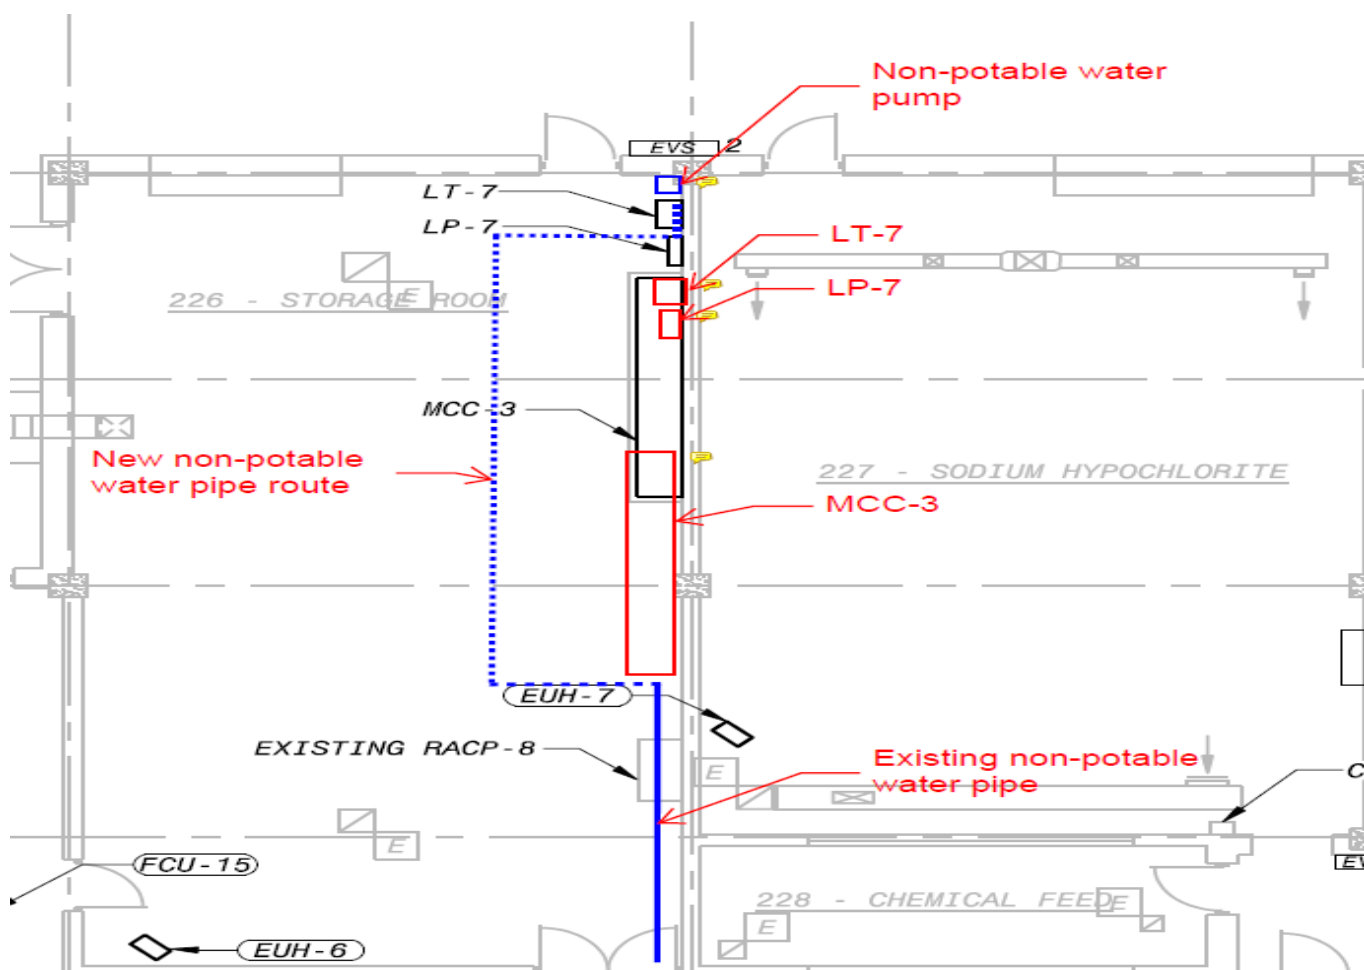 Non-potable water
pump
EVS 2
LT-7
LP-7
LT-7
LP-7
226 - STORAGE ROOM
E
MCC-3
New non-potable
water pipe route
227 - SODIUM HYPOCHLORITE
MCC-3
EUH-7
EXISTING RACP-8
E
Existing non-potable
water pipe
C
E
FCU-15
EV
228 - CHEMICAL FEED
E
E
EUH-6